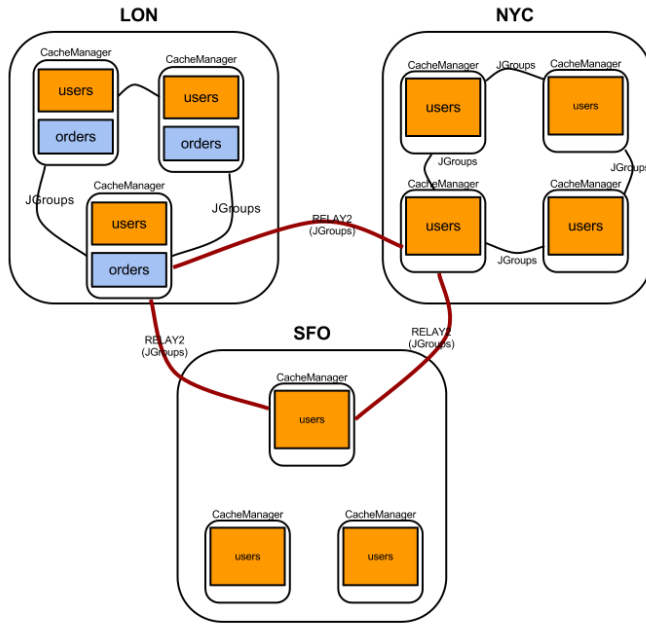 LON
CacheManager
users
orders
CacheManager
users
orders
JGroups
JGroups
CacheManager
users
orders
NYC
CacheManager
users
JGroups
CacheManager
users
JGroups
JGroups
CacheManager
users
CacheManager
users
JGroups
RELAY2
(JGroups)
RELAY2
(JGroups)
RELAY2
(JGroups)
SFO
CacheManager
users
CacheManager
users
CacheManager
users